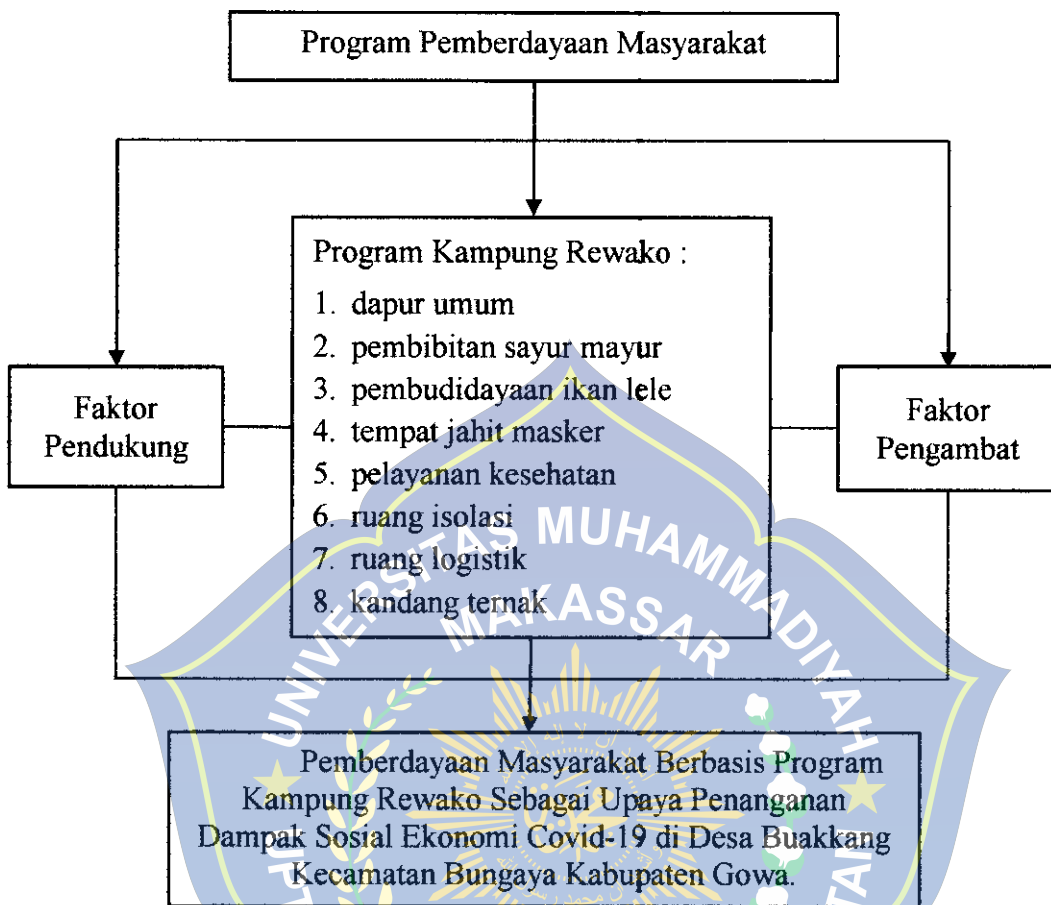 Program Pemberdayaan Masyarakat
Program Kampung Rewako :
1. dapur umum
2. pembibitan sayur mayur
3. pembudidayaan ikan lele
4. tempat jahit masker
5. pelayanan kesehatan
6. ruang isolasi
7. ruang logistik
8. kandang ternak
Faktor
Pendukung
Faktor
Pengambat
UNIVERSITAS MUHAMMADIYAH
MAKASSAR
Pemberdayaan Masyarakat Berbasis Program
Kampung Rewako Sebagai Upaya Penanganan
Dampak Sosial Ekonomi Covid-19 di Desa Buakkang
Kecamatan Bungaya Kabupaten Gowa.